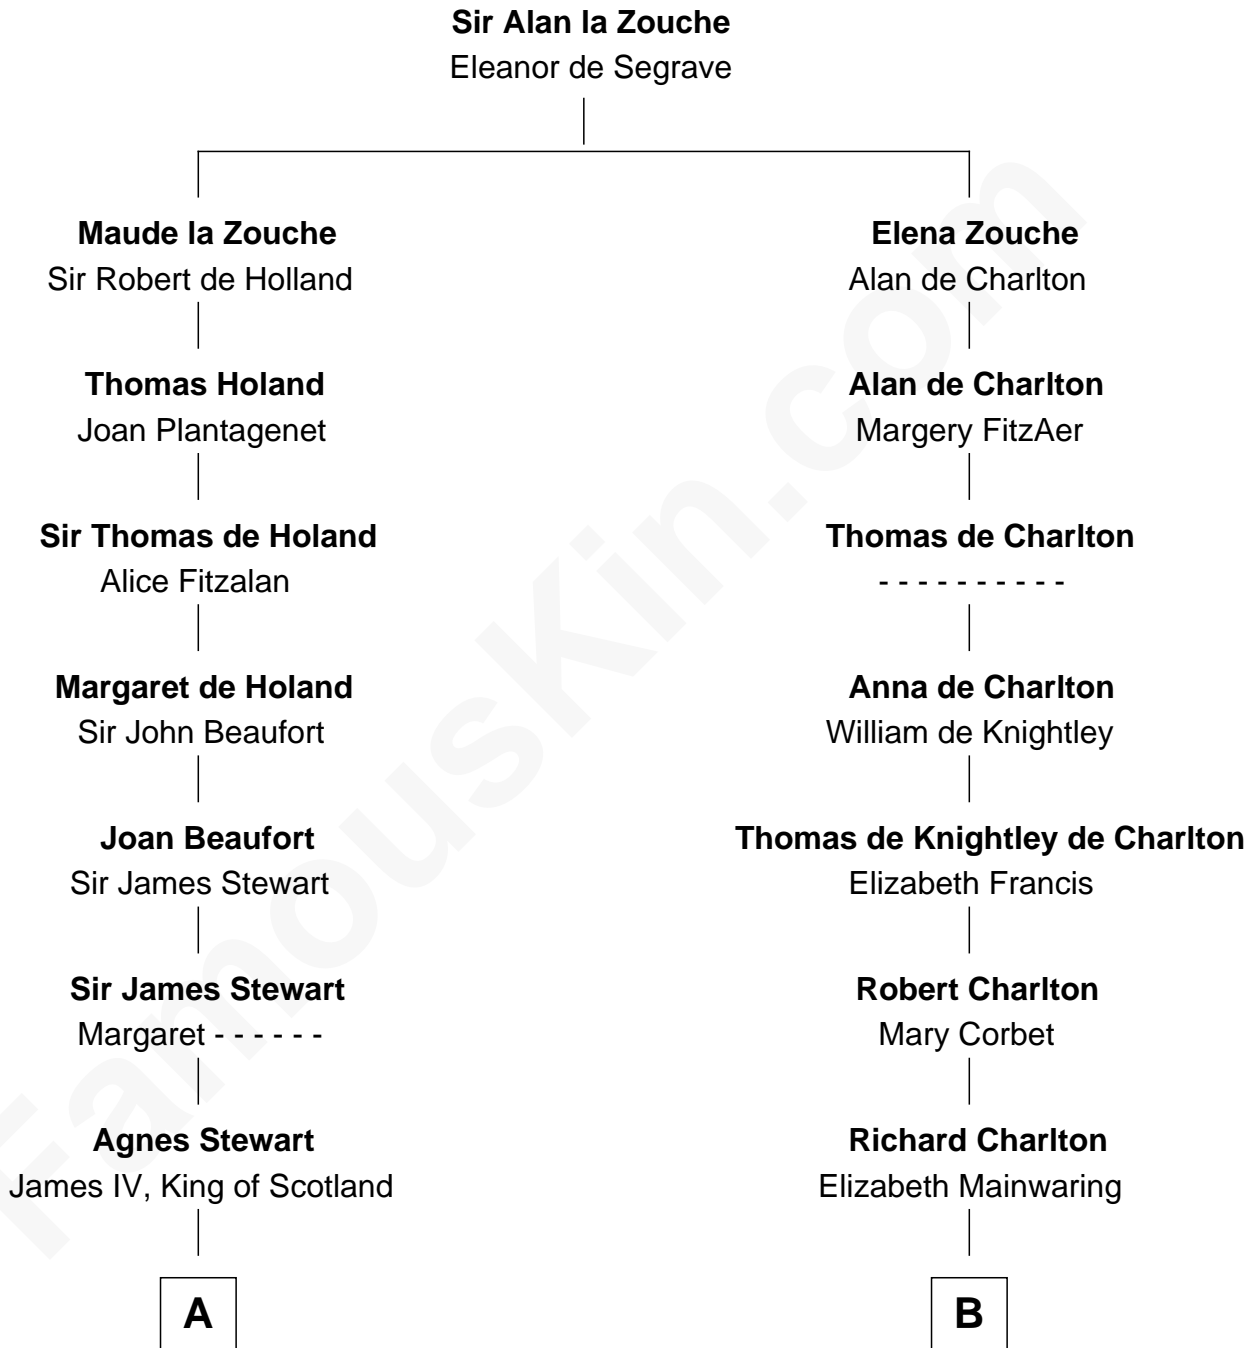 Sir Alan la Zouche
Eleanor de Segrave
Maude la Zouche
Sir Robert de Holland
Elena Zouche
Alan de Charlton
Thomas Holand
Joan Plantagenet
Alan de Charlton
Margery FitzAer
Sir Thomas de Holand
Alice Fitzalan
Thomas de Charlton
- - - - - - - - - -
Margaret de Holand
Sir John Beaufort
Anna de Charlton
William de Knightley
Joan Beaufort
Sir James Stewart
Thomas de Knightley de Charlton
Elizabeth Francis
Sir James Stewart
Margaret - - - - - -
Robert Charlton
Mary Corbet
Agnes Stewart
James IV, King of Scotland
Richard Charlton
Elizabeth Mainwaring
A
B
FamousKin.com